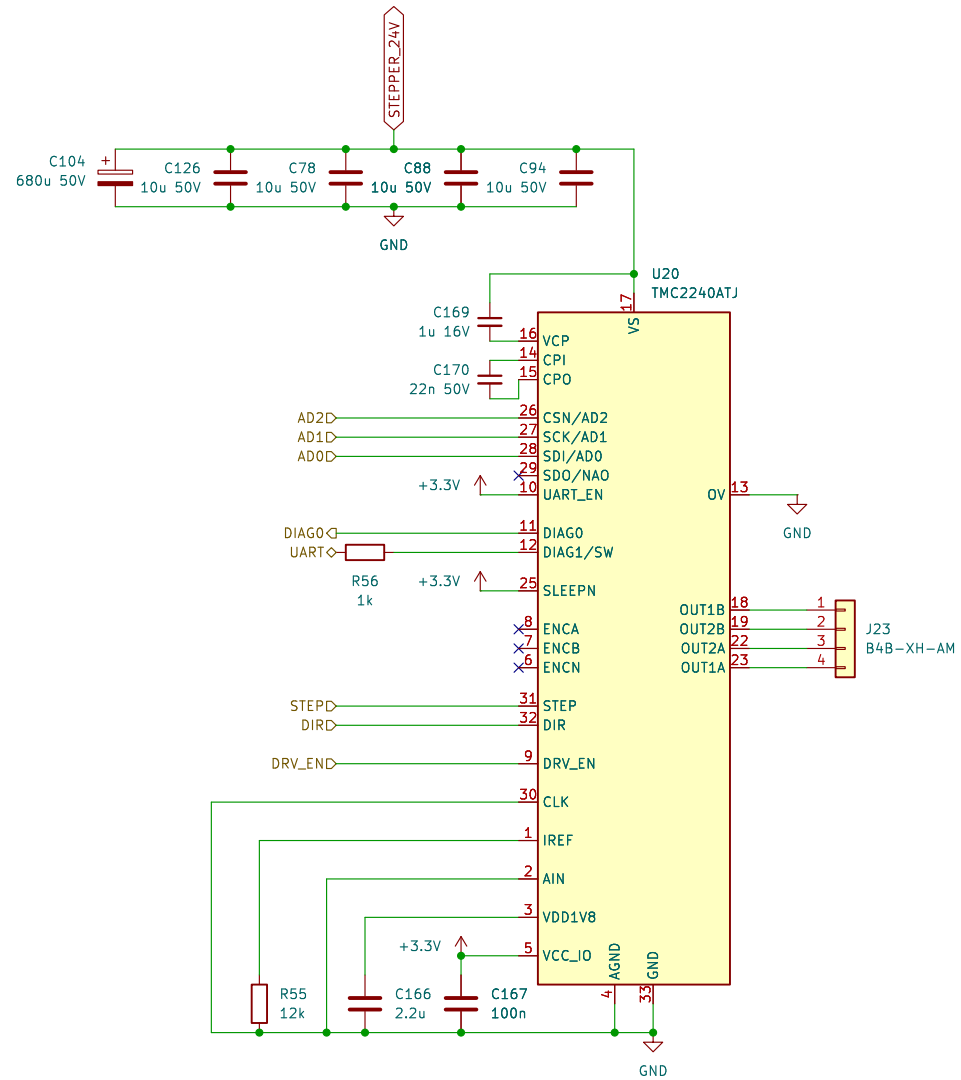 STEPPER_24V
C104
680u 50V
+
C126
10u 50V
C78
10u 50V
C88
10u 50V
C94
10u 50V
GND
U20
TMC2240ATJ
17
VS
C169
1u 16V
16
VCP
14
CPI
C170
22n 50V
15
CPO
AD2
26
CSN/AD2
AD1
27
SCK/AD1
AD0
28
SDI/AD0
29
SDO/NAO
+3.3V
10
UART_EN
OV
13
GND
DIAG0
11
DIAG0
UART
12
DIAG1/SW
R56
1k
+3.3V
25
SLEEPN
8
ENCA
7
ENCB
6
ENCN
OUT1B
18
1
OUT2B
19
2
OUT2A
22
3
OUT1A
23
4
J23
B4B-XH-AM
STEP
31
STEP
DIR
32
DIR
DRV_EN
9
DRV_EN
30
CLK
1
IREF
2
AIN
3
VDD1V8
+3.3V
5
VCC_IO
AGND
4
GND
33
R55
12k
C166
2.2u
C167
100n
GND